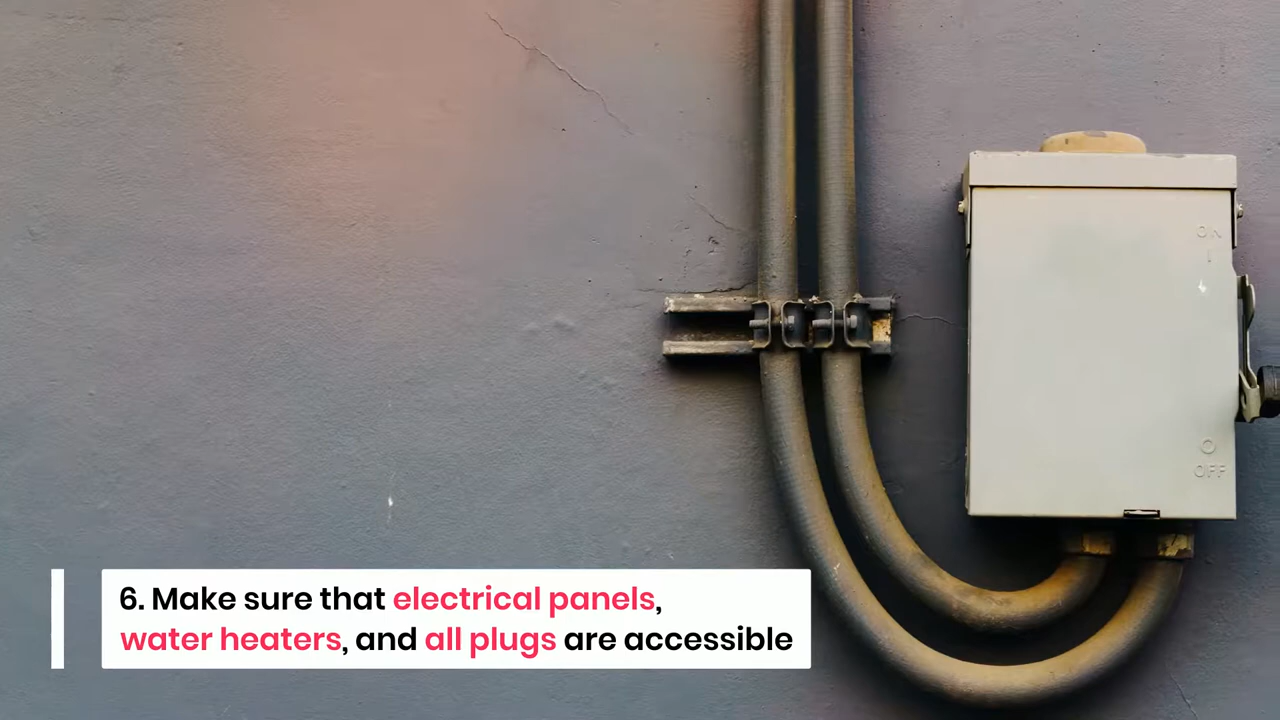 ON
I
O
OFF
6. Make sure that electrical panels,
water heaters, and all plugs are accessible